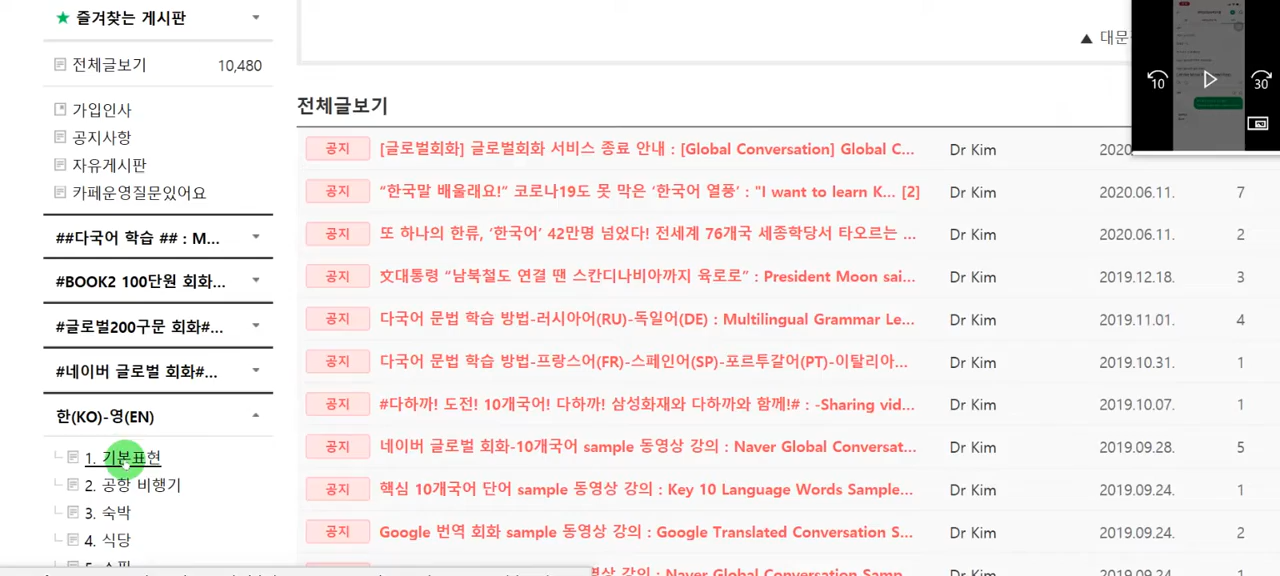 ★ 즐겨찾는 게시판
전체글보기 10,480
가입인사
공지사항
자유게시판
카페운영질문있어요
##다국어 학습 ## : M...
#BOOK2 100단원 회화...
#글로벌200구문 회화#...
#네이버 글로벌 회화#...
한(KO)-영(EN)
1. 기본표현
2. 공항 비행기
3. 숙박
4. 식당
▲ 대문
10
30
전체글보기
공지 [글로벌회화] 글로벌회화 서비스 종료 안내 : [Global Conversation] Global C... Dr Kim 2020
공지 “한국말 배울래요!” 코로나19도 못 막은 ‘한국어 열풍’ : "I want to learn K... [2] Dr Kim 2020.06.11. 7
공지 또 하나의 한류, ‘한국어’ 42만명 넘었다! 전세계 76개국 세종학당서 타오르는 ... Dr Kim 2020.06.11. 2
공지 文대통령 “남북철도 연결 땐 스칸디나비아까지 육로로” : President Moon sai... Dr Kim 2019.12.18. 3
공지 다국어 문법 학습 방법-러시아어(RU)-독일어(DE) : Multilingual Grammar Le... Dr Kim 2019.11.01. 4
공지 다국어 문법 학습 방법-프랑스어(FR)-스페인어(SP)-포르투갈어(PT)-이탈리아... Dr Kim 2019.10.31. 1
공지 #다하까! 도전! 10개국어! 다하까! 삼성화재와 다하까와 함께!# : -Sharing vid... Dr Kim 2019.10.07. 1
공지 네이버 글로벌 회화-10개국어 sample 동영상 강의 : Naver Global Conversat... Dr Kim 2019.09.28. 5
공지 핵심 10개국어 단어 sample 동영상 강의 : Key 10 Language Words Sample... Dr Kim 2019.09.24. 1
공지 Google 번역 회화 sample 동영상 강의 : Google Translated Conversation S... Dr Kim 2019.09.24. 2